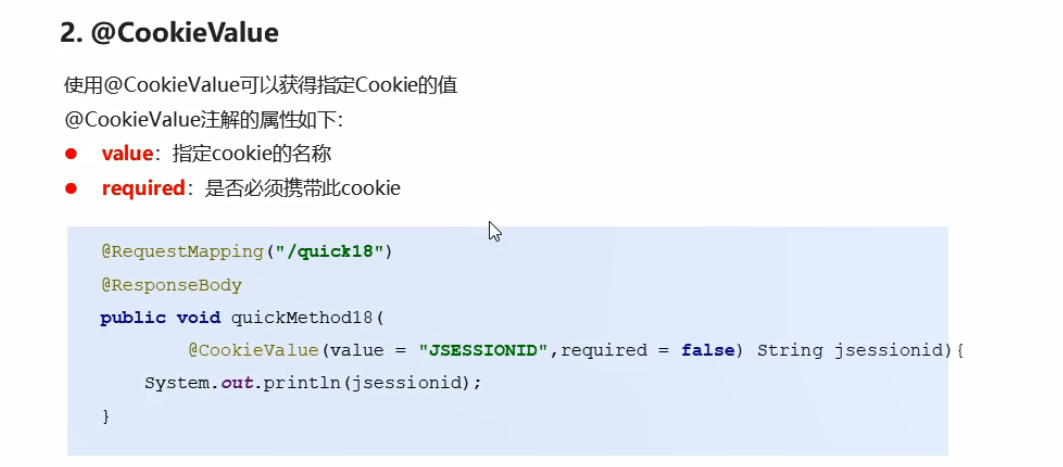 2. @CookieValue
使用@CookieValue可以获得指定Cookie的值
@CookieValue注解的属性如下：
● value：指定cookie的名称
● required：是否必须携带此cookie
@RequestMapping("/quick18")
@ResponseBody
public void quickMethod18(
@CookieValue(value = "JSESSIONID",required = false) String jsessionid){
System.out.println(jsessionid);
}